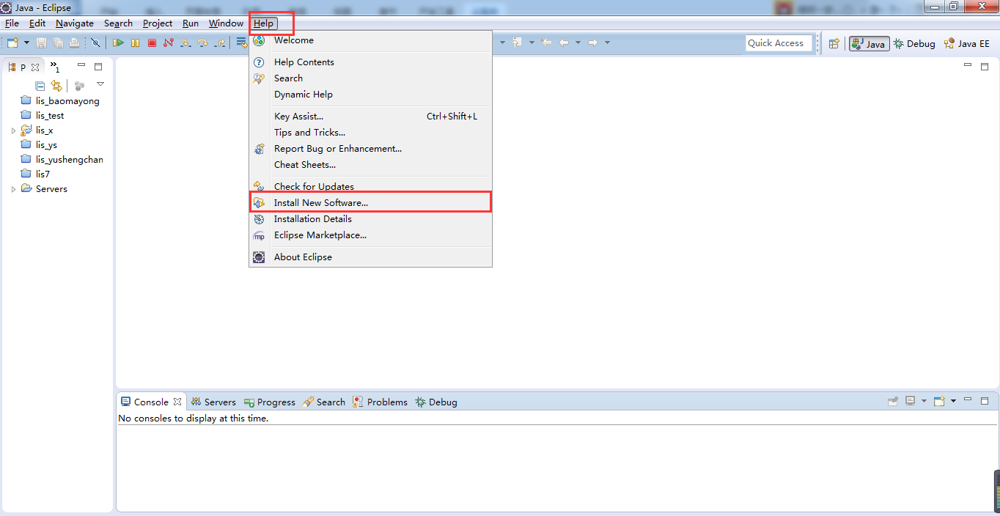 Java - Eclipse
File Edit Navigate Search Project Run Window Help
Quick Access
Java
Debug
Java EE
P
»1
lis_baomayong
lis_test
lis_x
lis_ys
lis_yushengchan
lis7
Servers
Welcome
Help Contents
Search
Dynamic Help
Key Assist... Ctrl+Shift+L
Tips and Tricks...
Report Bug or Enhancement...
Cheat Sheets...
Check for Updates
Install New Software...
Installation Details
mp Eclipse Marketplace...
About Eclipse
Console Servers Progress Search Problems Debug
No consoles to display at this time.